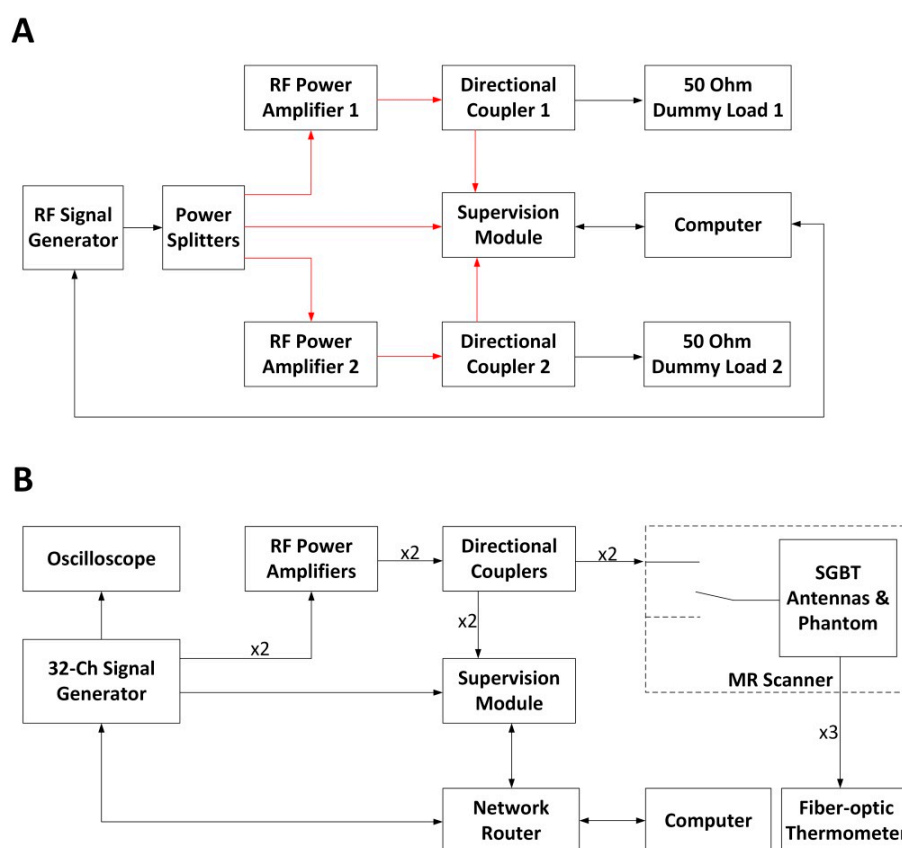 A
RF Power
Amplifier 1
Directional
Coupler 1
50 Ohm
Dummy Load 1
RF Signal
Generator
Power
Splitters
Supervision
Module
Computer
RF Power
Amplifier 2
Directional
Coupler 2
50 Ohm
Dummy Load 2
B
Oscilloscope
RF Power
Amplifiers
x2
Directional
Couplers
x2
SGBT
Antennas &
Phantom
x2
x2
32-Ch Signal
Generator
Supervision
Module
MR Scanner
x3
Network
Router
Computer
Fiber-optic
Thermometer